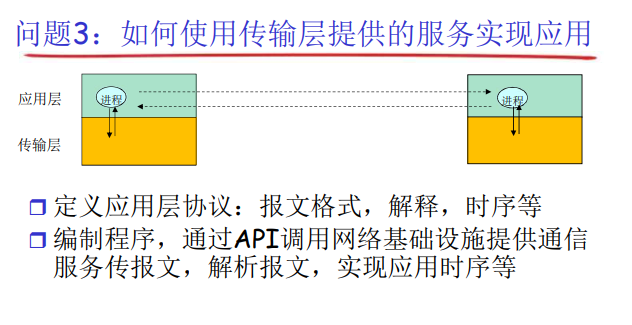 问题3：如何使用传输层提供的服务实现应用
应用层
进程
进程
传输层
定义应用层协议：报文格式，解释，时序等
编制程序，通过API调用网络基础设施提供通信
服务传报文，解析报文，实现应用时序等